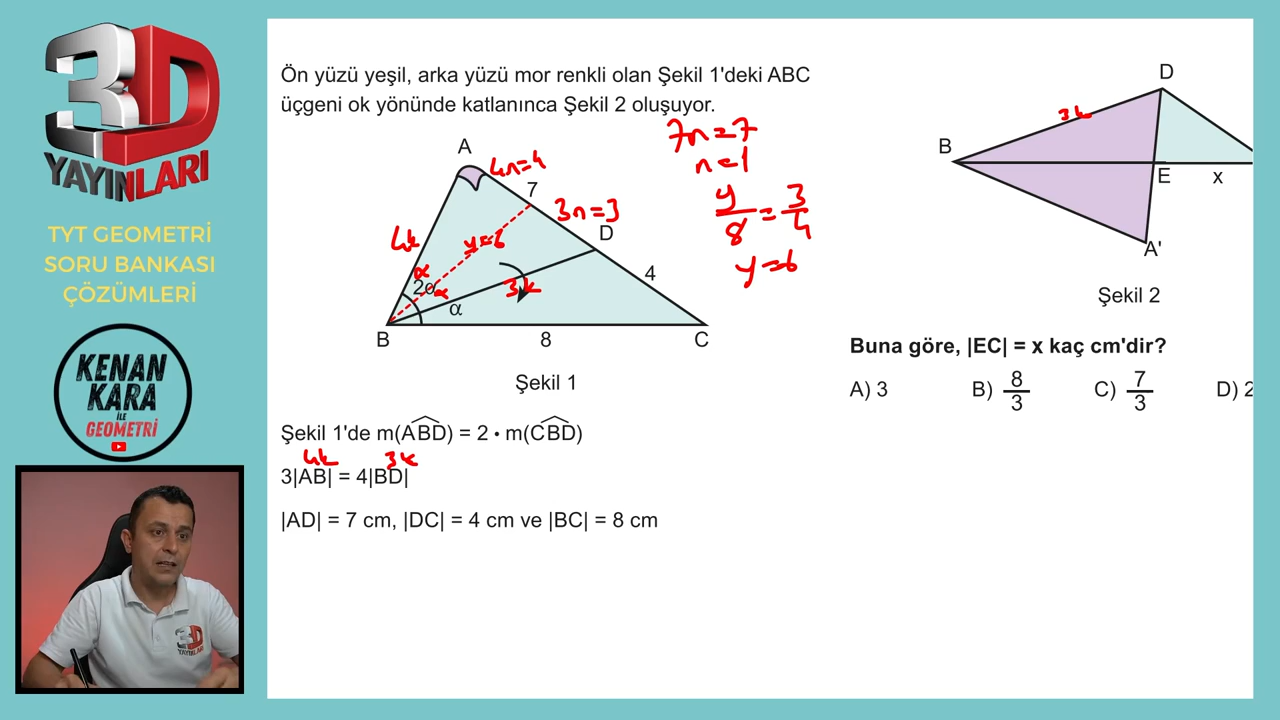 3D
YAYINLARI
TYT GEOMETRİ
SORU BANKASI
ÇÖZÜMLERİ
KENAN
KARA
İLE
GEOMETRİ
3D
YAYINLARI
Ön yüzü yeşil, arka yüzü mor renkli olan Şekil 1'deki ABC
üçgeni ok yönünde katlanınca Şekil 2 oluşuyor.
A
4n=4
7
3n=3
D
4
4k
y=6
α
2α
α
3k
α
B
8
C
Şekil 1
7n=7
n=1
y/8=3/4
y=6
D
3k
B
E
x
A'
Şekil 2
Şekil 1'de m(ABD) = 2 · m(CBD)
4k 3k
3|AB| = 4|BD|
|AD| = 7 cm, |DC| = 4 cm ve |BC| = 8 cm
Buna göre, |EC| = x kaç cm'dir?
A) 3 B) 8/3 C) 7/3 D) 2